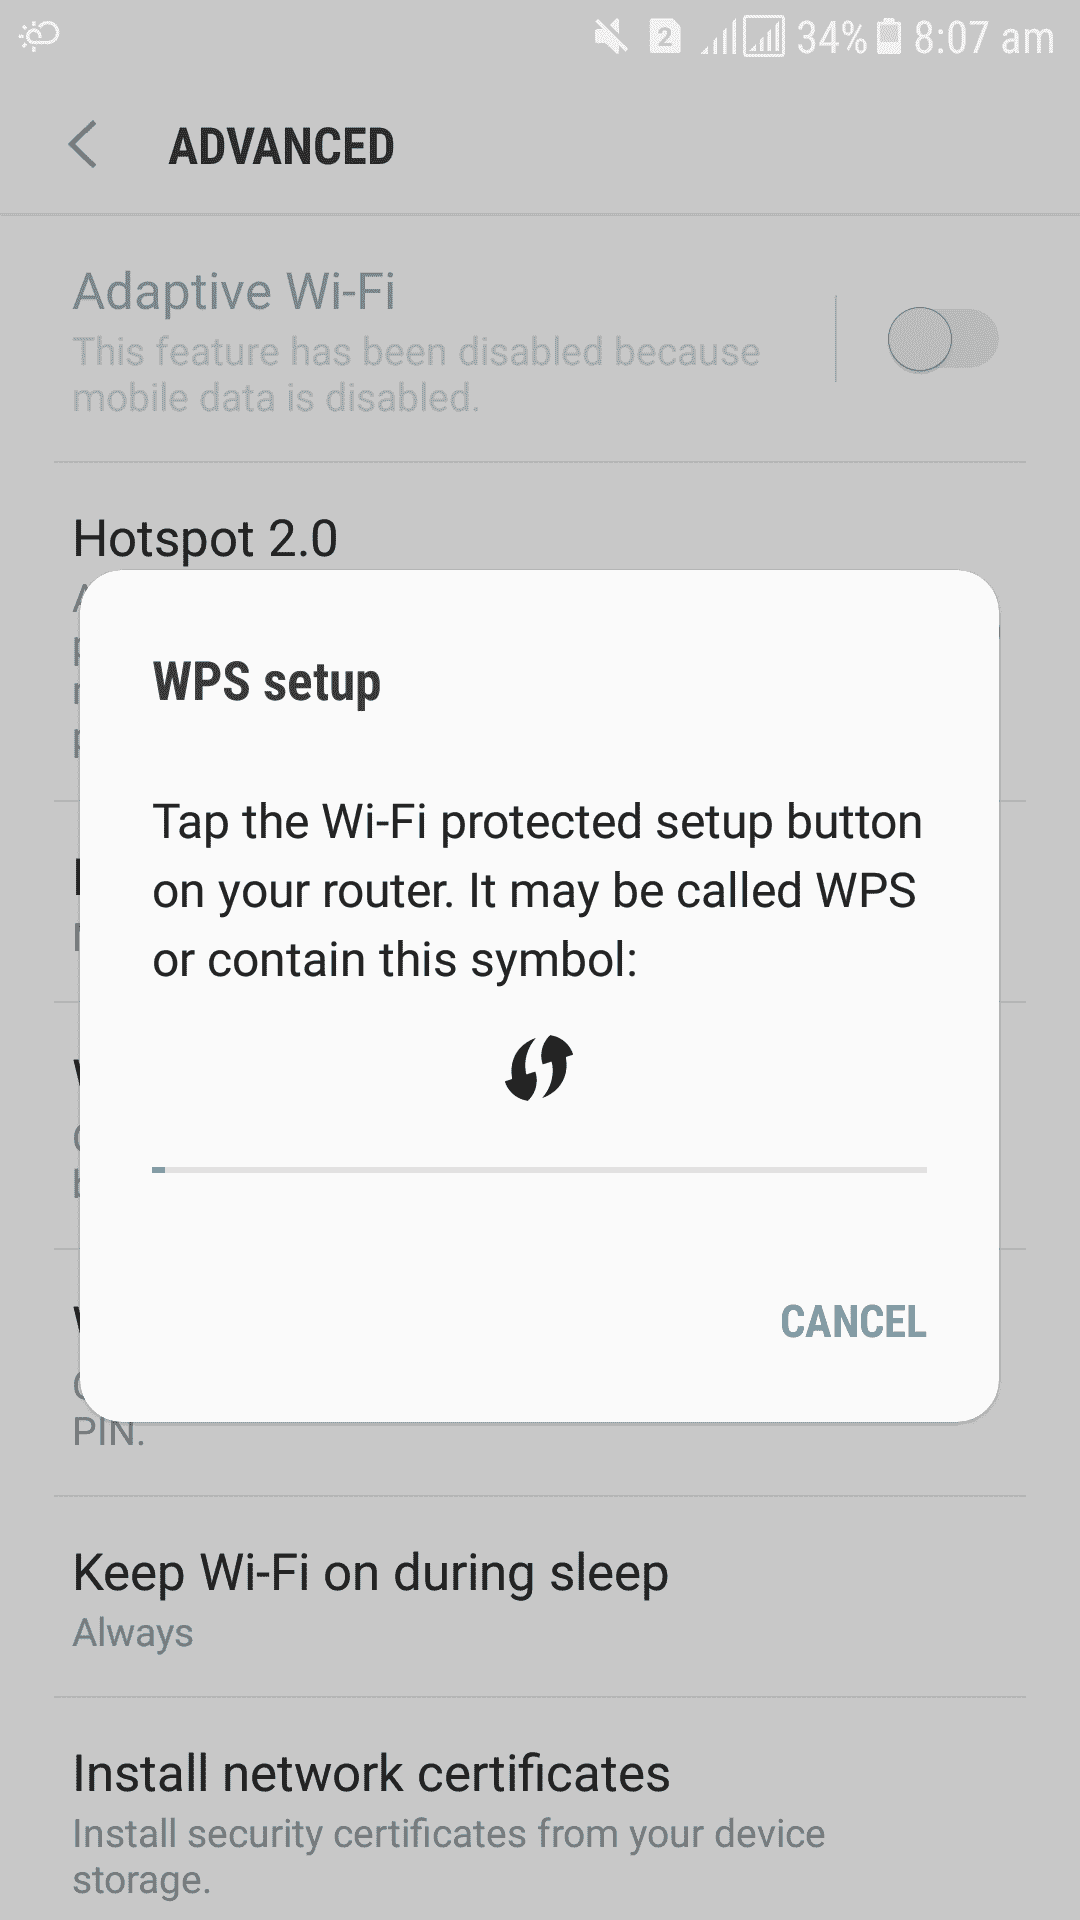 2 34% 8:07 am
ADVANCED
Adaptive Wi-Fi
This feature has been disabled because
mobile data is disabled.
Hotspot 2.0
WPS setup
Tap the Wi-Fi protected setup button
on your router. It may be called WPS
or contain this symbol:
CANCEL
PIN.
Keep Wi-Fi on during sleep
Always
Install network certificates
Install security certificates from your device
storage.